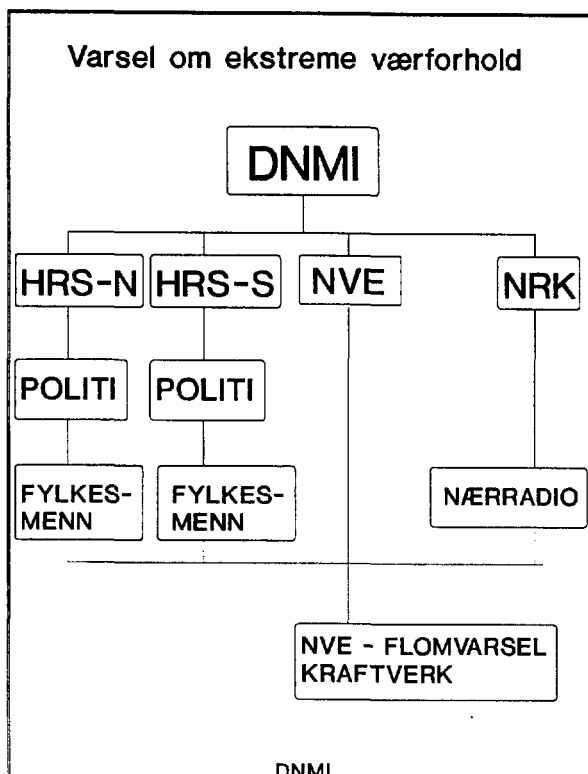 Varsel om ekstreme værforhold
DNMI
HRS-N HRS-S NVE NRK
POLITI POLITI
FYLKES-
MENN
FYLKES-
MENN
NÆRRADIO
NVE - FLOMVARSEL
KRAFTVERK
DNMI